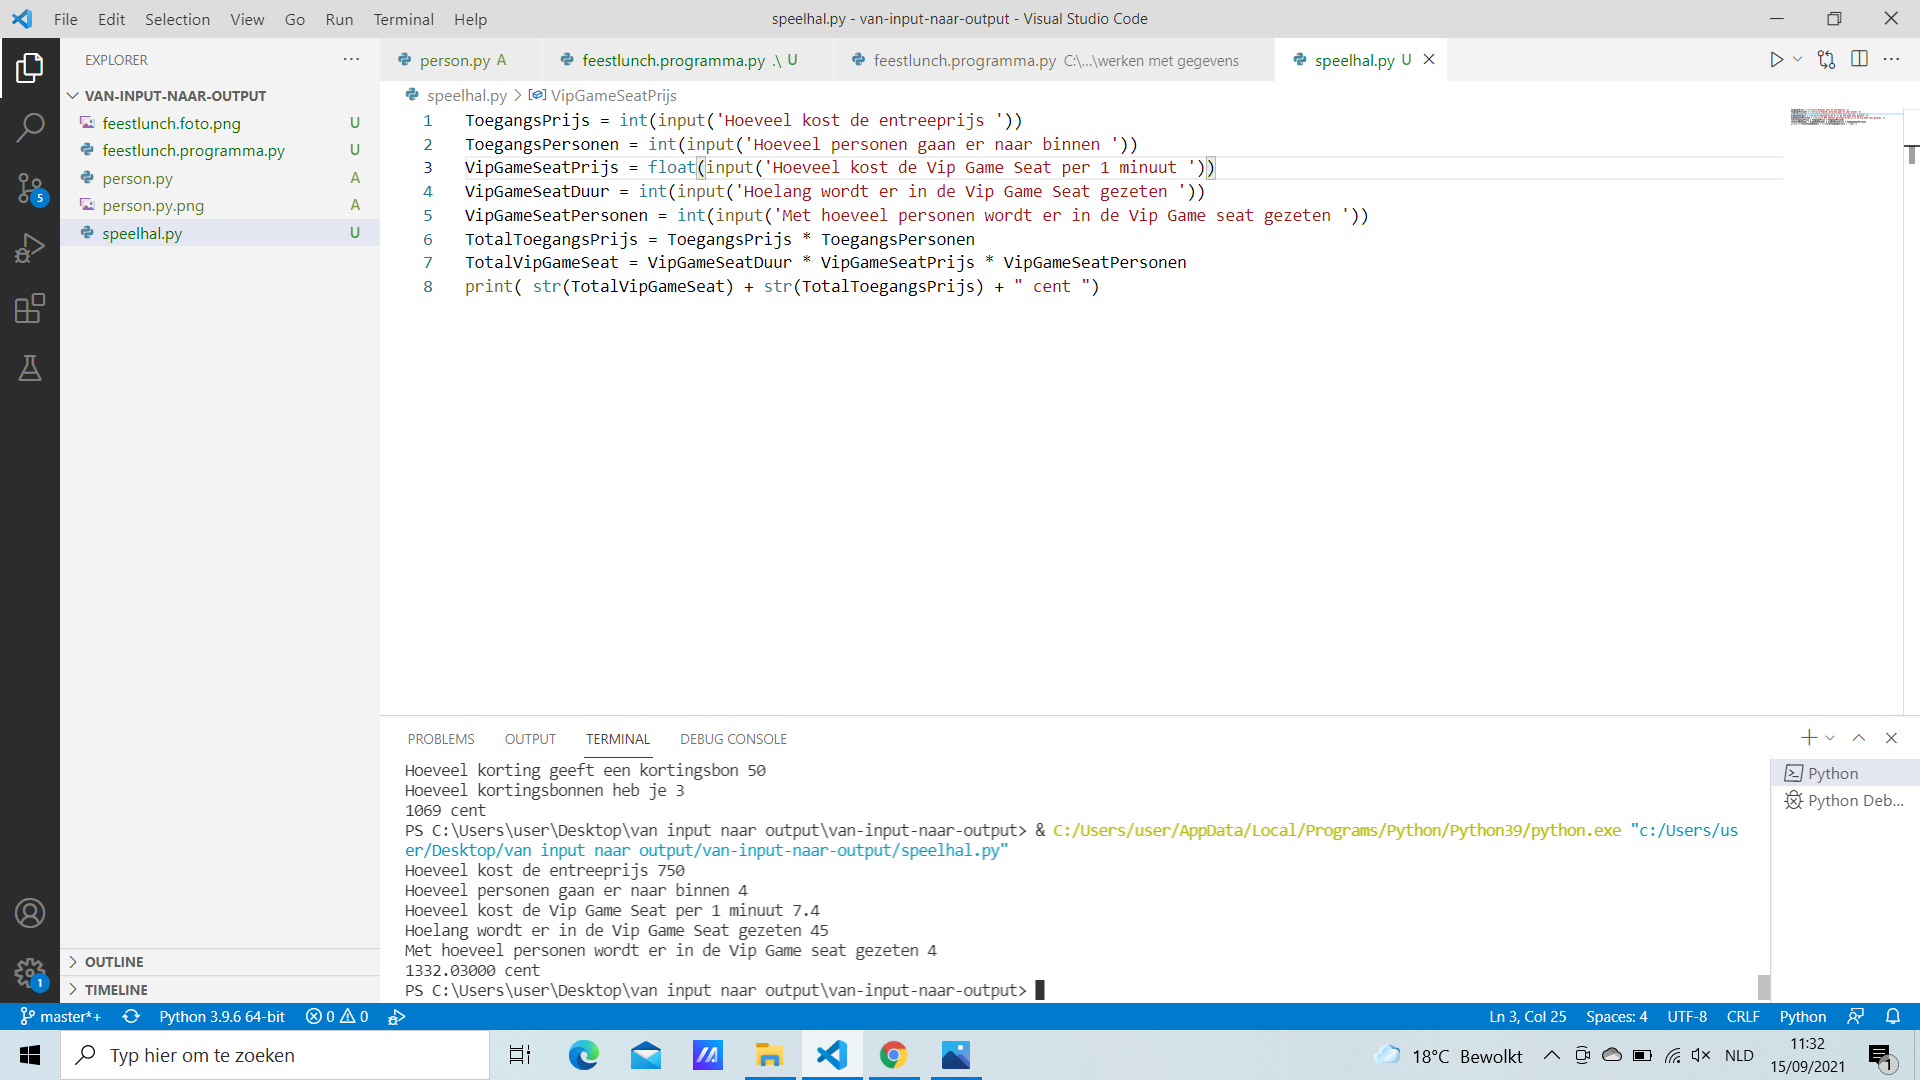 File Edit Selection View Go Run Terminal Help
speelhal.py - van-input-naar-output - Visual Studio Code
EXPLORER
VAN-INPUT-NAAR-OUTPUT
feestlunch.foto.png U
feestlunch.programma.py U
person.py A
person.py.png A
speelhal.py U
OUTLINE
TIMELINE
person.py A
feestlunch.programma.py .\ U
feestlunch.programma.py C:\...\werken met gegevens
speelhal.py U
speelhal.py > VipGameSeatPrijs
1 ToegangsPrijs = int(input('Hoeveel kost de entreeprijs '))
2 ToegangsPersonen = int(input('Hoeveel personen gaan er naar binnen '))
3 VipGameSeatPrijs = float(input('Hoeveel kost de Vip Game Seat per 1 minuut '))
4 VipGameSeatDuur = int(input('Hoelang wordt er in de Vip Game Seat gezeten '))
5 VipGameSeatPersonen = int(input('Met hoeveel personen wordt er in de Vip Game seat gezeten '))
6 TotalToegangsPrijs = ToegangsPrijs * ToegangsPersonen
7 TotalVipGameSeat = VipGameSeatDuur * VipGameSeatPrijs * VipGameSeatPersonen
8 print( str(TotalVipGameSeat) + str(TotalToegangsPrijs) + " cent ")
PROBLEMS OUTPUT TERMINAL DEBUG CONSOLE
Hoeveel korting geeft een kortingsbon 50
Hoeveel kortingsbonnen heb je 3
1069 cent
PS C:\Users\user\Desktop\van input naar output\van-input-naar-output> & C:/Users/user/AppData/Local/Programs/Python/Python39/python.exe "c:/Users/us
er/Desktop/van input naar output/van-input-naar-output/speelhal.py"
Hoeveel kost de entreeprijs 750
Hoeveel personen gaan er naar binnen 4
Hoeveel kost de Vip Game Seat per 1 minuut 7.4
Hoelang wordt er in de Vip Game Seat gezeten 45
Met hoeveel personen wordt er in de Vip Game seat gezeten 4
1332.03000 cent
PS C:\Users\user\Desktop\van input naar output\van-input-naar-output>
Python
Python Deb...
5
1
master*+ Python 3.9.6 64-bit 0 0
Ln 3, Col 25 Spaces: 4 UTF-8 CRLF Python
Typ hier om te zoeken
18°C Bewolkt
NLD
11:32
15/09/2021
1